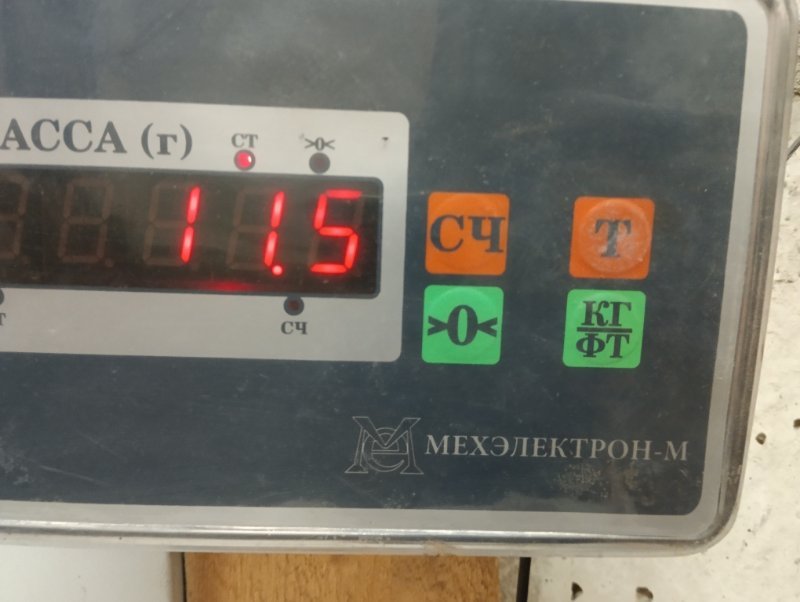 АССА (г)
СТ >0<
11.5
Т СЧ
СЧ Т
>0< КГ/ФТ
МЕХЭЛЕКТРОН-М